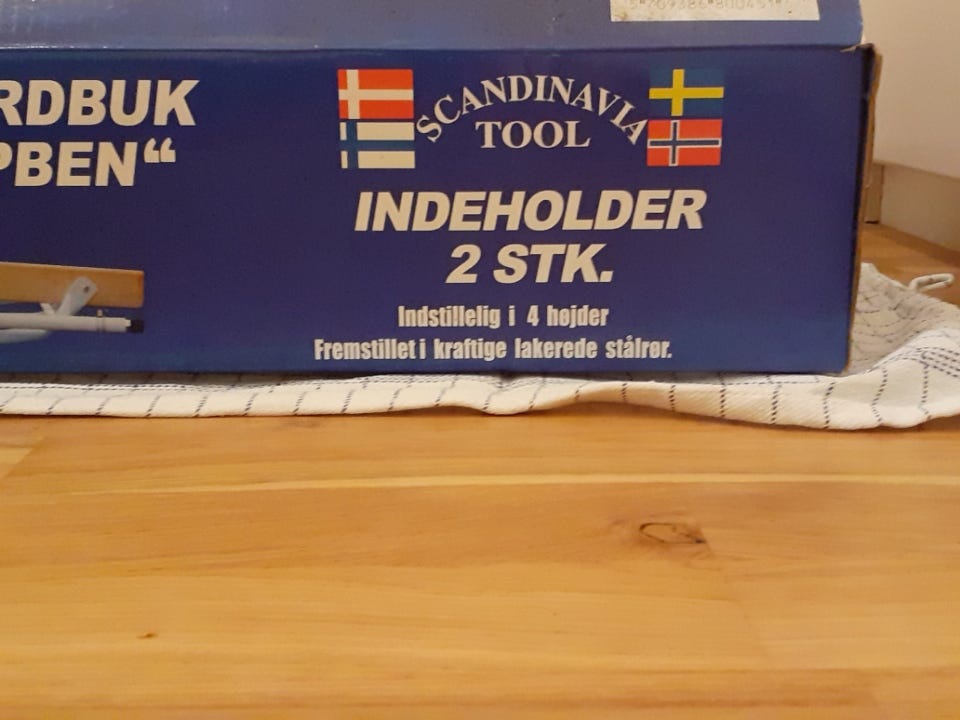 RDBUK
PBEN“
SCANDINAVIA
TOOL
INDEHOLDER
2 STK.
Indstillelig i 4 højder
Fremstillet i kraftige lakerede stålrør.